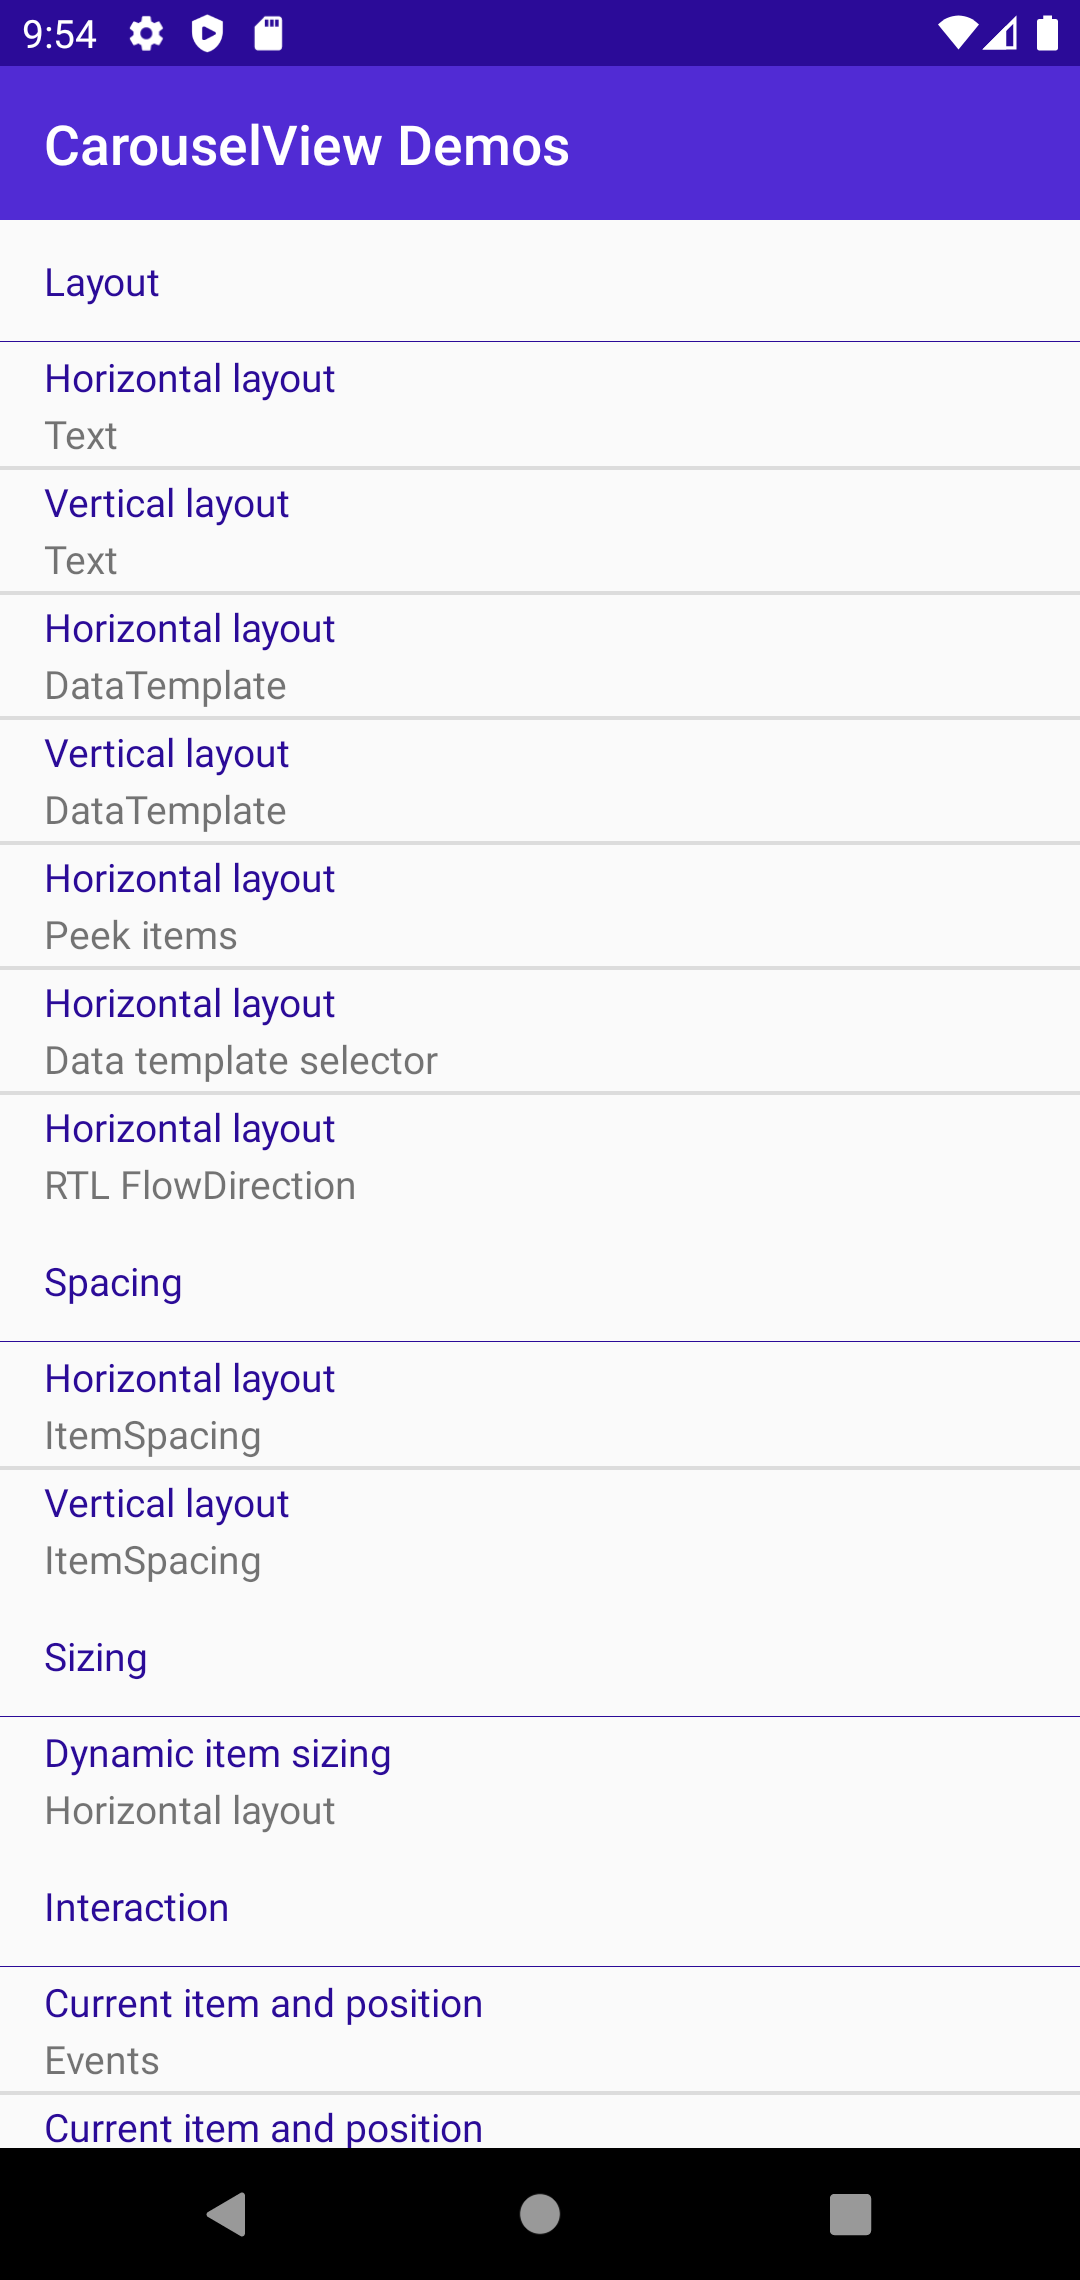 9:54
CarouselView Demos
Layout
Horizontal layout
Text
Vertical layout
Text
Horizontal layout
DataTemplate
Vertical layout
DataTemplate
Horizontal layout
Peek items
Horizontal layout
Data template selector
Horizontal layout
RTL FlowDirection
Spacing
Horizontal layout
ItemSpacing
Vertical layout
ItemSpacing
Sizing
Dynamic item sizing
Horizontal layout
Interaction
Current item and position
Events
Current item and position